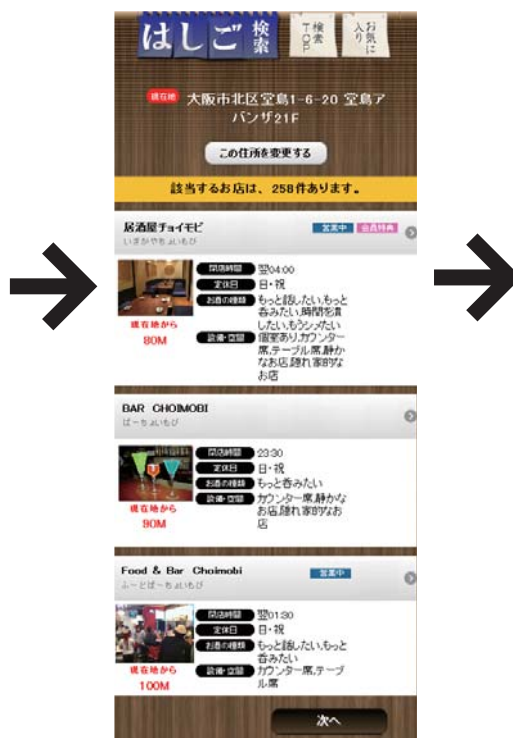 はしご検索
検索TOP
お気に入り
現在地 大阪市北区堂島1-6-20 堂島ア
バンザ21F
この住所を変更する
該当するお店は、258件あります。
居酒屋チョイモビ 営業中 会員特典
いまかやちょいもび
閉店時間 翌04:00
定休日 日・祝
お酒の種類 もっと話したい,もっと
呑みたい,時間を潰
したい,もうシメたい
設備・空間 個室あり,カウンター
席,テーブル席,静か
なお店,隠れ家的な
お店
現在地から
80M
BAR CHOIMOBI
ばーちょいもび
閉店時間 23:30
定休日 日・祝
お酒の種類 もっと呑みたい
設備・空間 カウンター席,静かな
お店,隠れ家的なお
店
現在地から
90M
Food & Bar Choimobi 営業中
ふーどばーちょいもび
閉店時間 翌01:30
定休日 日・祝
お酒の種類 もっと話したい,もっと
呑みたい
設備・空間 カウンター席,テーブ
ル席
現在地から
100M
次へ